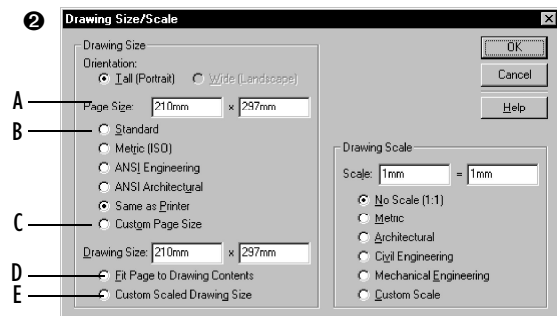 ❷
Drawing Size/Scale
Drawing Size
Orientation:
Tall (Portrait) Wide (Landscape)
A
Page Size: 210mm × 297mm
B
Standard
Metric (ISO)
ANSI Engineering
ANSI Architectural
Same as Printer
C
Custom Page Size
Drawing Size: 210mm × 297mm
D
Fit Page to Drawing Contents
E
Custom Scaled Drawing Size
OK
Cancel
Help
Drawing Scale
Scale: 1mm = 1mm
No Scale (1:1)
Metric
Architectural
Civil Engineering
Mechanical Engineering
Custom Scale